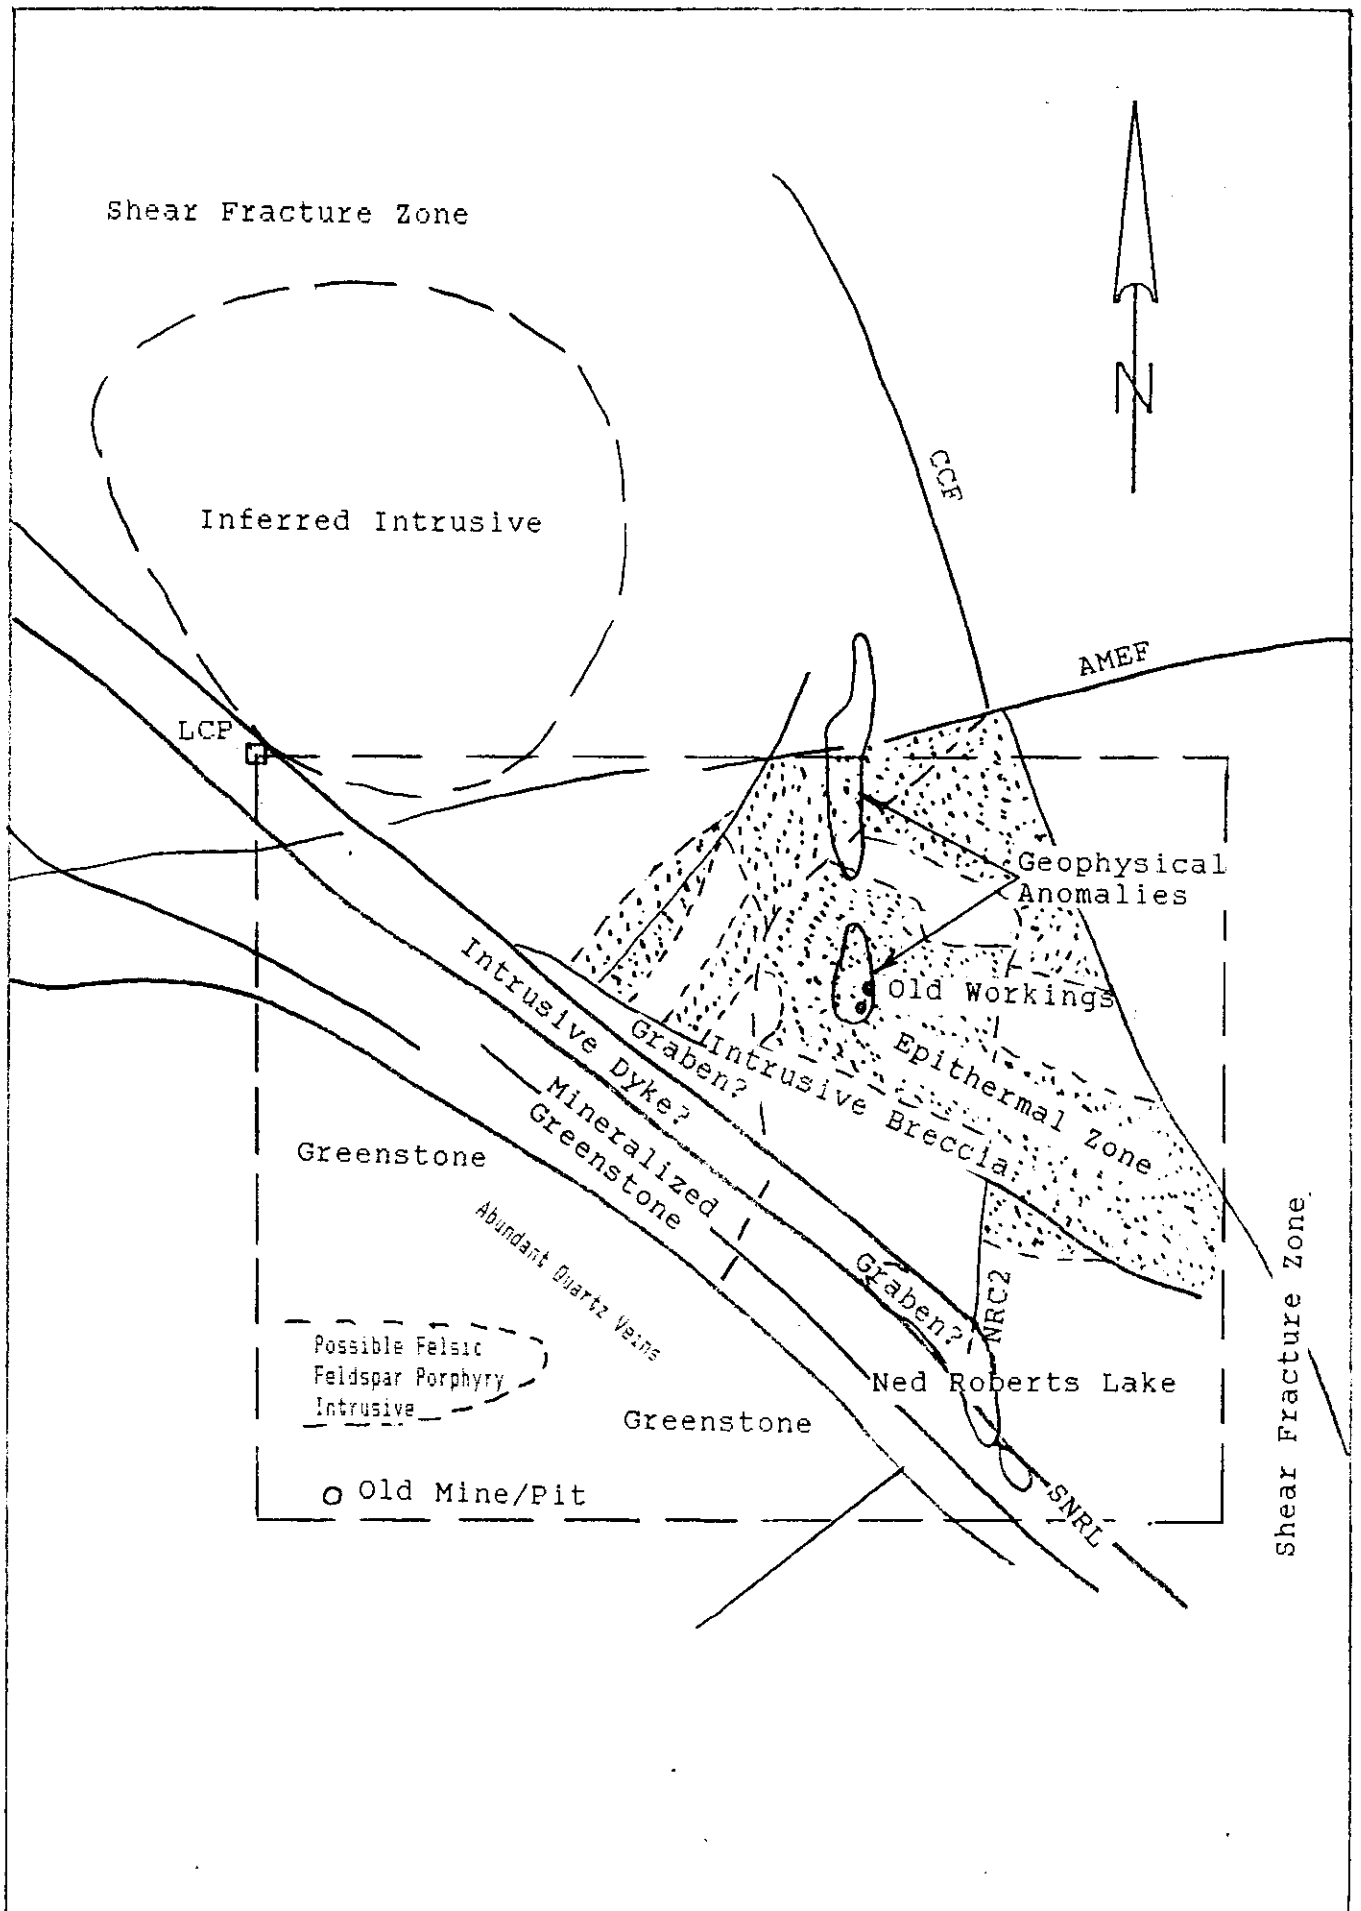 Shear Fracture Zone
N
CCF
Inferred Intrusive
AMEF
LCP
Geophysical
Anomalies
Old Workings
Intrusive Dyke?
Graben?
Intrusive Breccia
Epithermal Zone
Mineralized
Greenstone
Greenstone
Abundant Quartz Veins
Graben?
NRC2
Shear Fracture Zone
Possible Felsic
Feldspar Porphyry
Intrusive
Ned Roberts Lake
Greenstone
Old Mine/Pit
SNRL